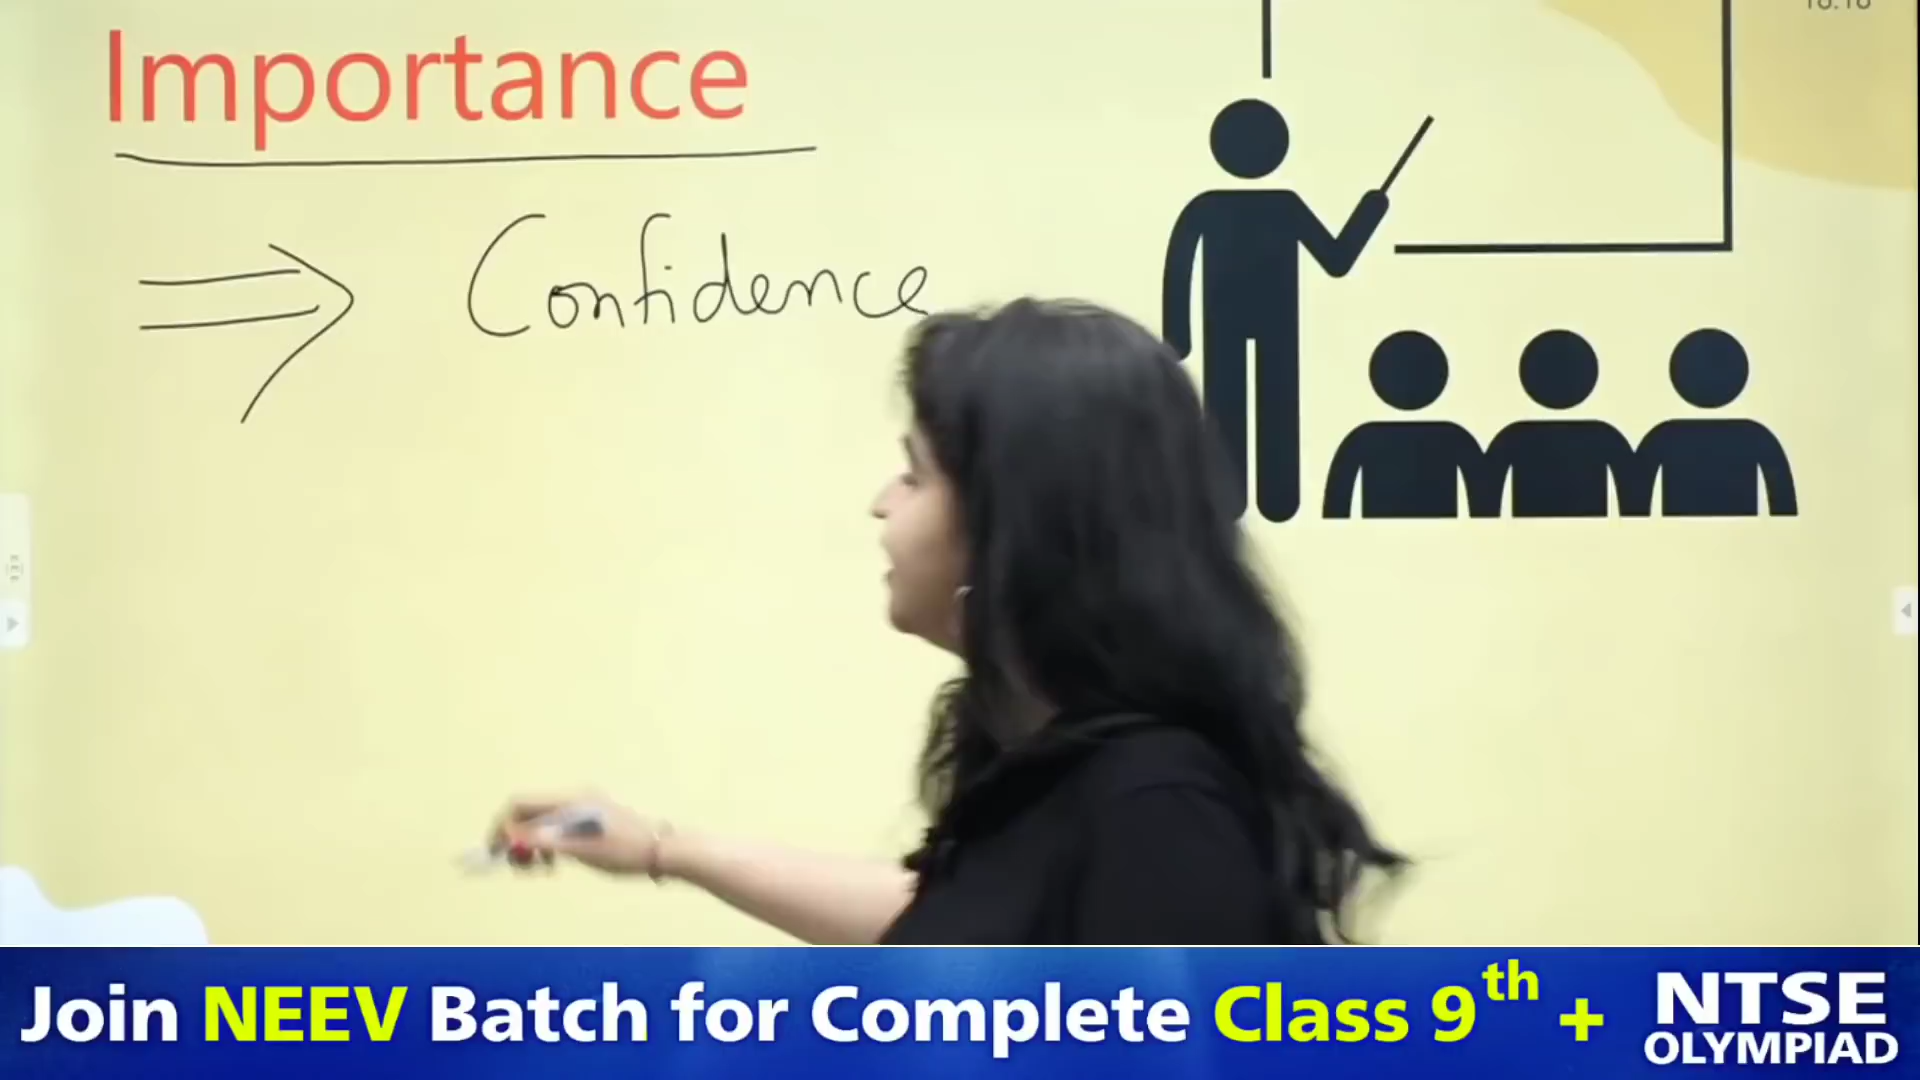 Importance
Confidence
Join NEEV Batch for Complete Class 9th + NTSE OLYMPIAD